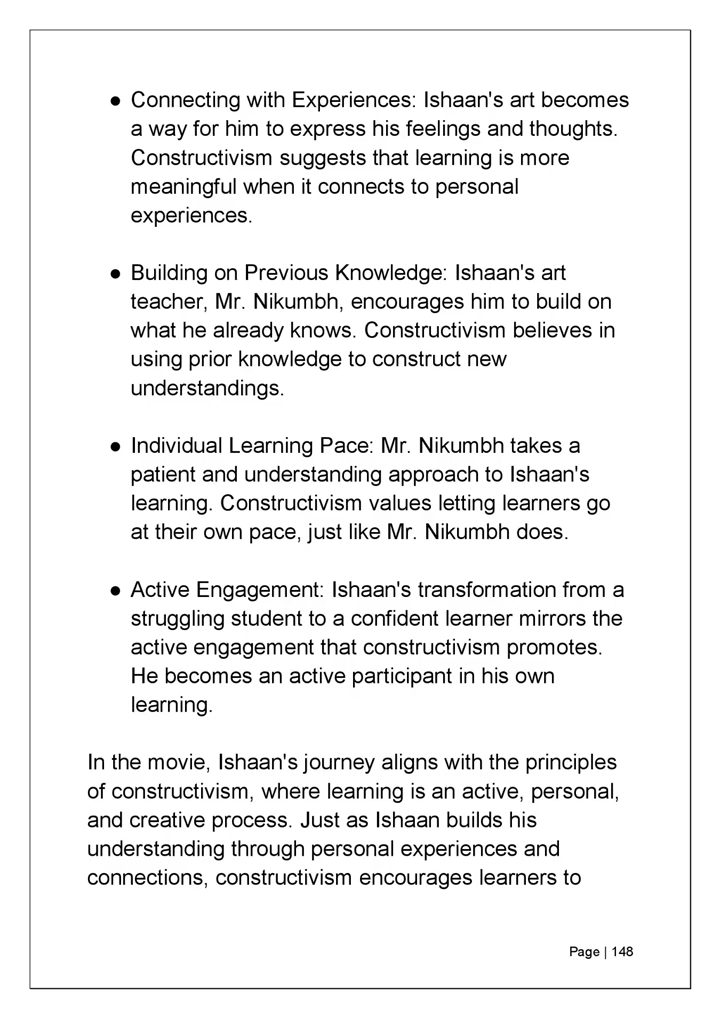 ● Connecting with Experiences: Ishaan's art becomes
a way for him to express his feelings and thoughts.
Constructivism suggests that learning is more
meaningful when it connects to personal
experiences.
● Building on Previous Knowledge: Ishaan's art
teacher, Mr. Nikumbh, encourages him to build on
what he already knows. Constructivism believes in
using prior knowledge to construct new
understandings.
● Individual Learning Pace: Mr. Nikumbh takes a
patient and understanding approach to Ishaan's
learning. Constructivism values letting learners go
at their own pace, just like Mr. Nikumbh does.
● Active Engagement: Ishaan's transformation from a
struggling student to a confident learner mirrors the
active engagement that constructivism promotes.
He becomes an active participant in his own
learning.
In the movie, Ishaan's journey aligns with the principles
of constructivism, where learning is an active, personal,
and creative process. Just as Ishaan builds his
understanding through personal experiences and
connections, constructivism encourages learners to
Page | 148